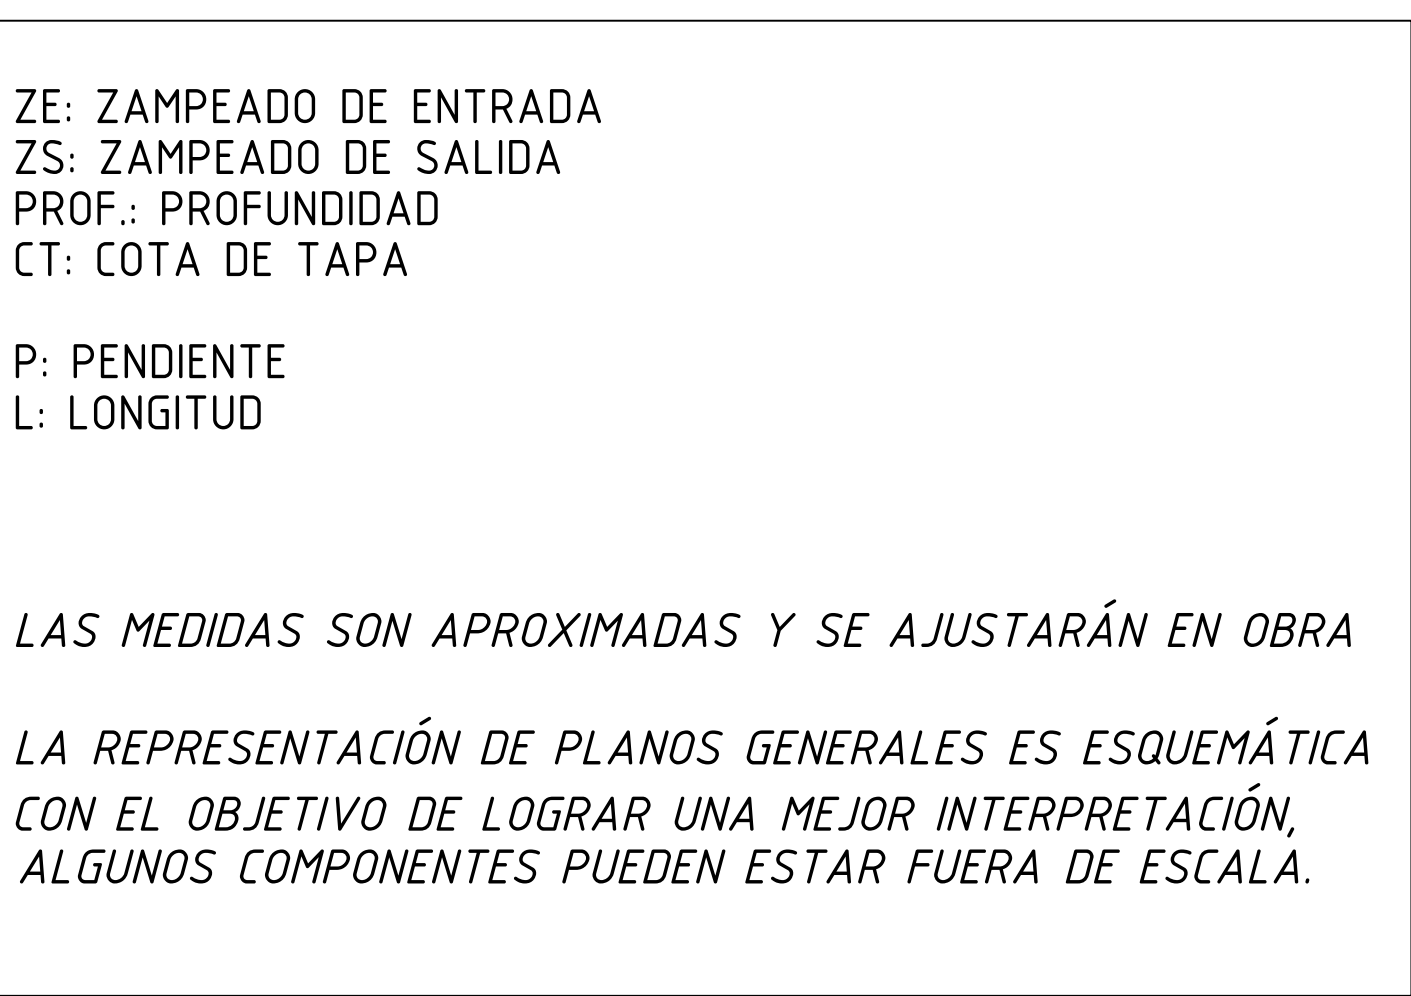 ZE: ZAMPEADO DE ENTRADA
ZS: ZAMPEADO DE SALIDA
PROF.: PROFUNDIDAD
CT: COTA DE TAPA
P: PENDIENTE
L: LONGITUD
LAS MEDIDAS SON APROXIMADAS Y SE AJUSTARÁN EN OBRA
LA REPRESENTACIÓN DE PLANOS GENERALES ES ESQUEMÁTICA
CON EL OBJETIVO DE LOGRAR UNA MEJOR INTERPRETACIÓN,
ALGUNOS COMPONENTES PUEDEN ESTAR FUERA DE ESCALA.